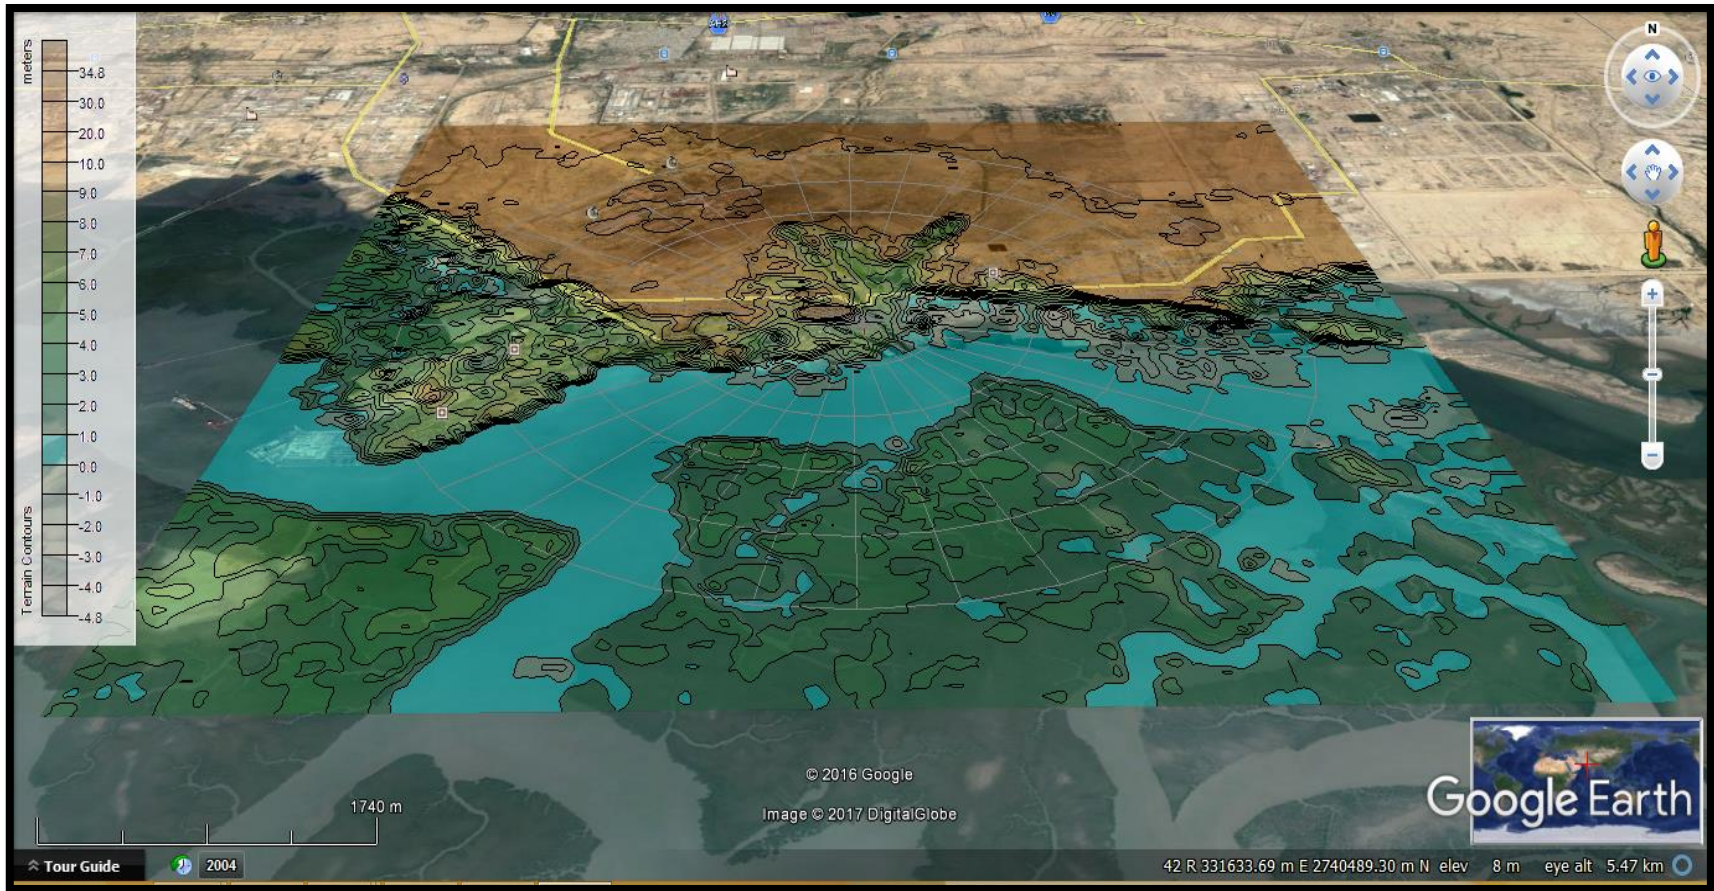 N
meters
34.8
30.0
20.0
10.0
9.0
8.0
7.0
6.0
5.0
4.0
3.0
2.0
1.0
0.0
-1.0
-2.0
-3.0
-4.0
-4.8
Terrain Contours
© 2016 Google
Image © 2017 DigitalGlobe
1740 m
Google Earth
Tour Guide
2004
42 R 331633.69 m E 2740489.30 m N elev 8 m eye alt 5.47 km